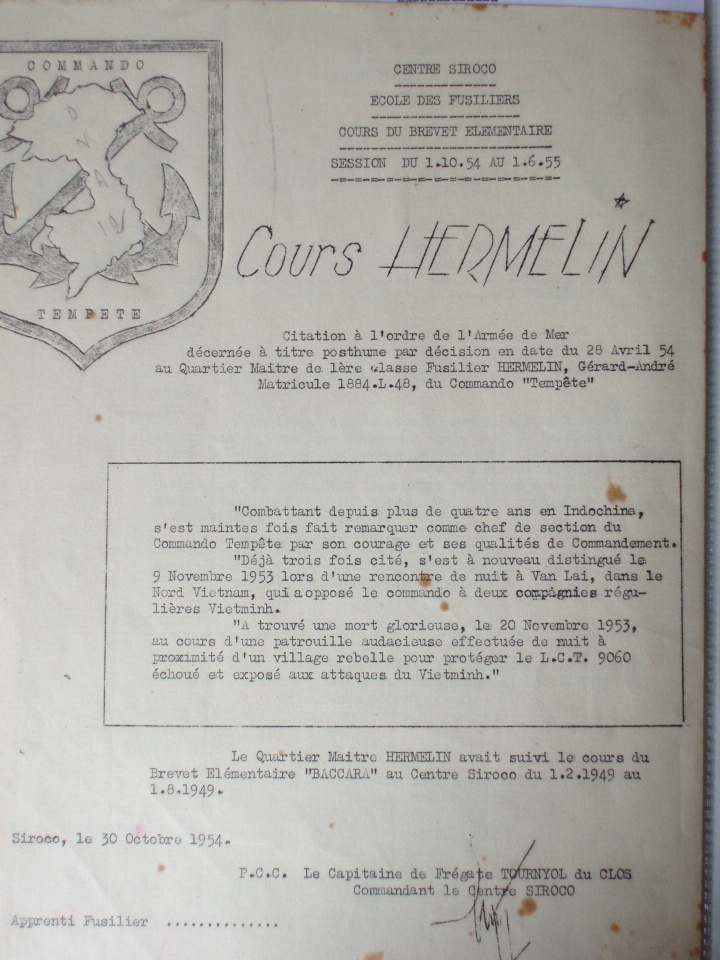 COMMANDO
TEMPETE
CENTRE SIROCO
ECOLE DES FUSILIERS
COURS DU BREVET ELEMENTAIRE
SESSION DU 1.10.54 AU 1.6.55
Cours HERMELIN
Citation à l'ordre de l'Armée de Mer
décernée à titre posthume par décision en date du 28 Avril 54
au Quartier Maitre de 1ère classe Fusilier HERMELIN, Gérard-André
Matricule 1884.L.48, du Commando "Tempête"
"Combattant depuis plus de quatre ans en Indochine,
s'est maintes fois fait remarquer comme chef de section du
Commando Tempête par son courage et ses qualités de Commandement.
"Déjà trois fois cité, s'est à nouveau distingué le
9 Novembre 1953 lors d'une rencontre de nuit à Van Lai, dans le
Nord Vietnam, qui a opposé le commando à deux compagnies régu-
lières Vietminh.
"A trouvé une mort glorieuse, le 20 Novembre 1953,
au cours d'une patrouille audacieuse effectuée de nuit à
proximité d'un village rebelle pour protéger le L.C.T. 9060
échoué et exposé aux attaques du Vietminh."
Le Quartier Maitre HERMELIN avait suivi le cours du
Brevet Elémentaire "BACCARA" au Centre Siroco du 1.2.1949 au
1.8.1949.
Siroco, le 30 Octobre 1954.
P.C.C. Le Capitaine de Frégate TOURNYOL du CLOS
Commandant le Centre SIROCO
Apprenti Fusilier ..............